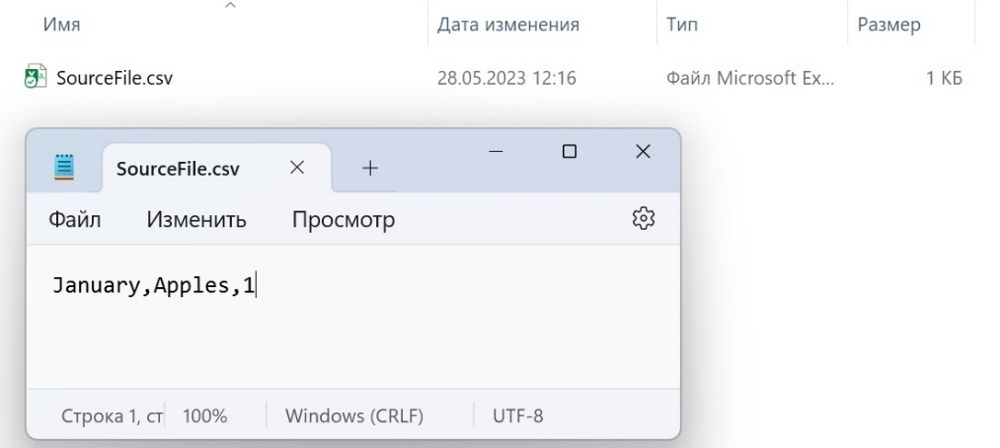 Имя Дата изменения Тип Размер
SourceFile.csv 28.05.2023 12:16 Файл Microsoft Ex... 1 КБ
SourceFile.csv
Файл Изменить Просмотр
January,Apples,1
Строка 1, ст 100% Windows (CRLF) UTF-8